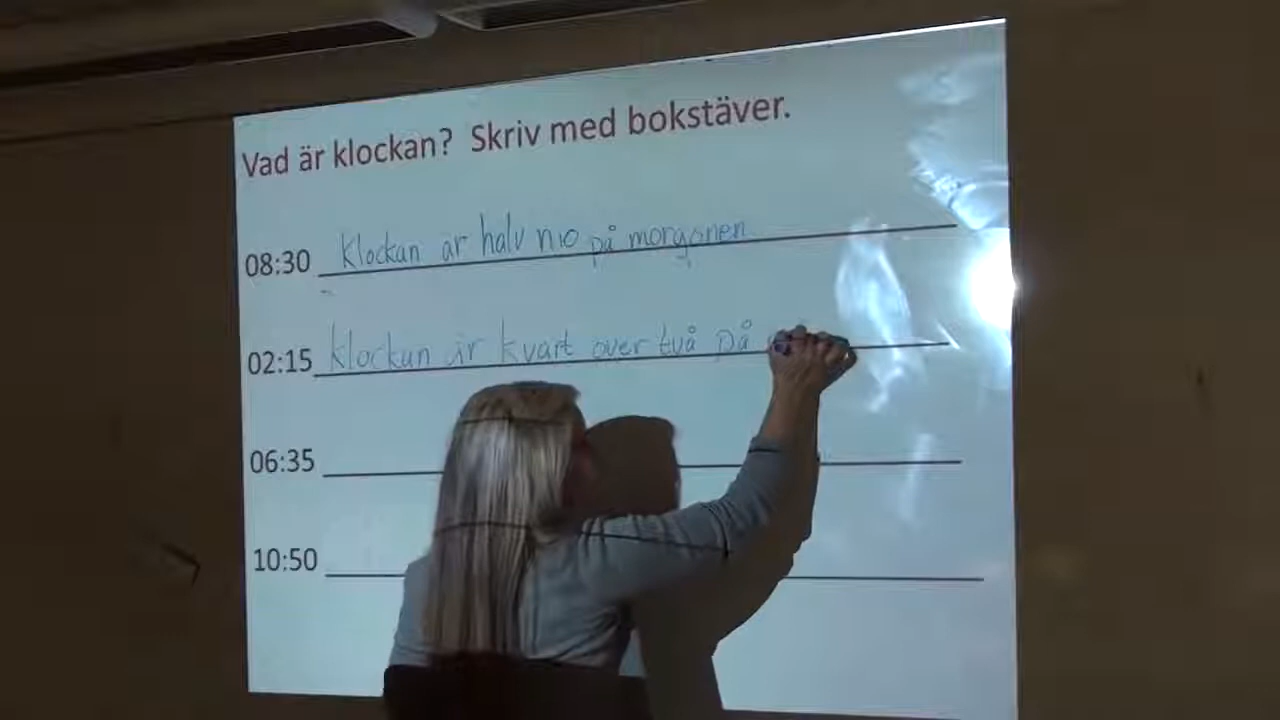 Vad är klockan? Skriv med bokstäver.
08:30 Klockan är halv nio på morgonen
02:15 klockan är kvart over två på
06:35
10:50